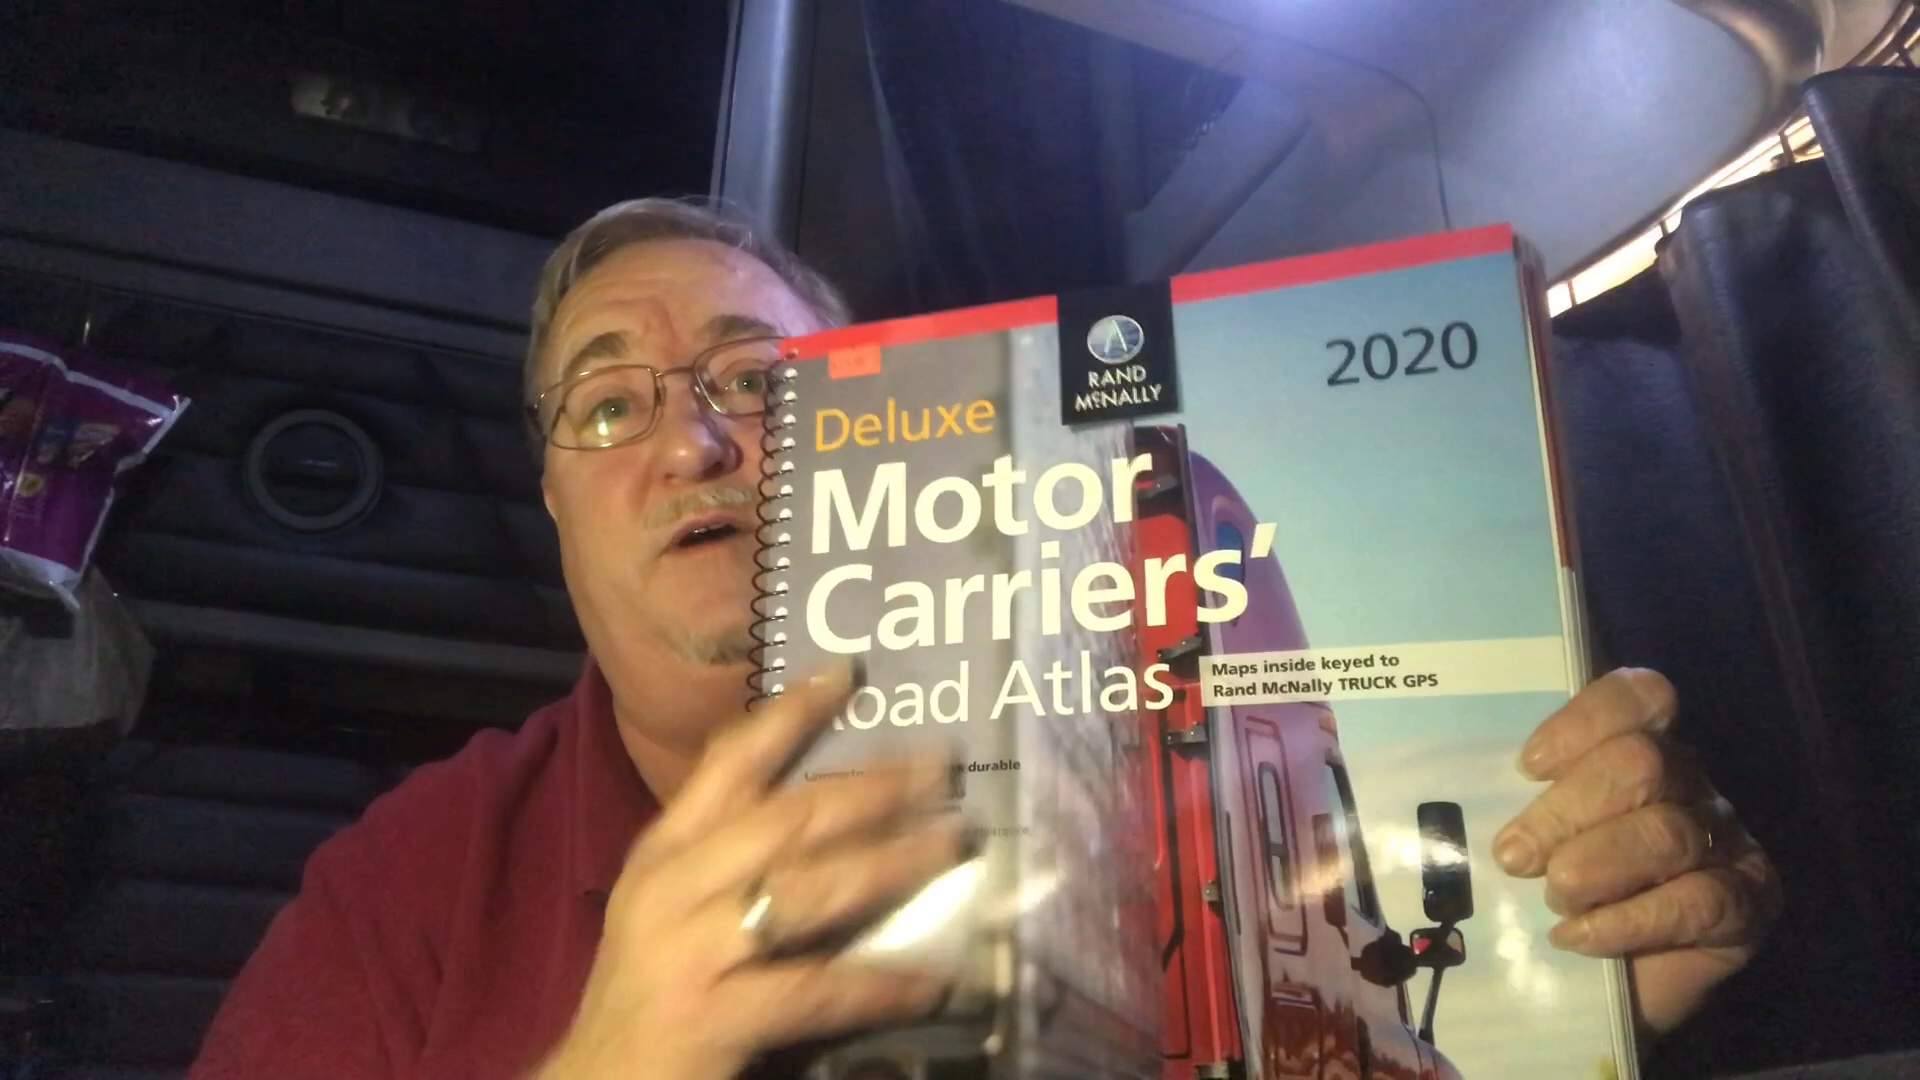 2020
RAND
MCNALLY
Deluxe
Motor
Carriers'
Road Atlas
Maps inside keyed to
Rand McNally TRUCK GPS
durable